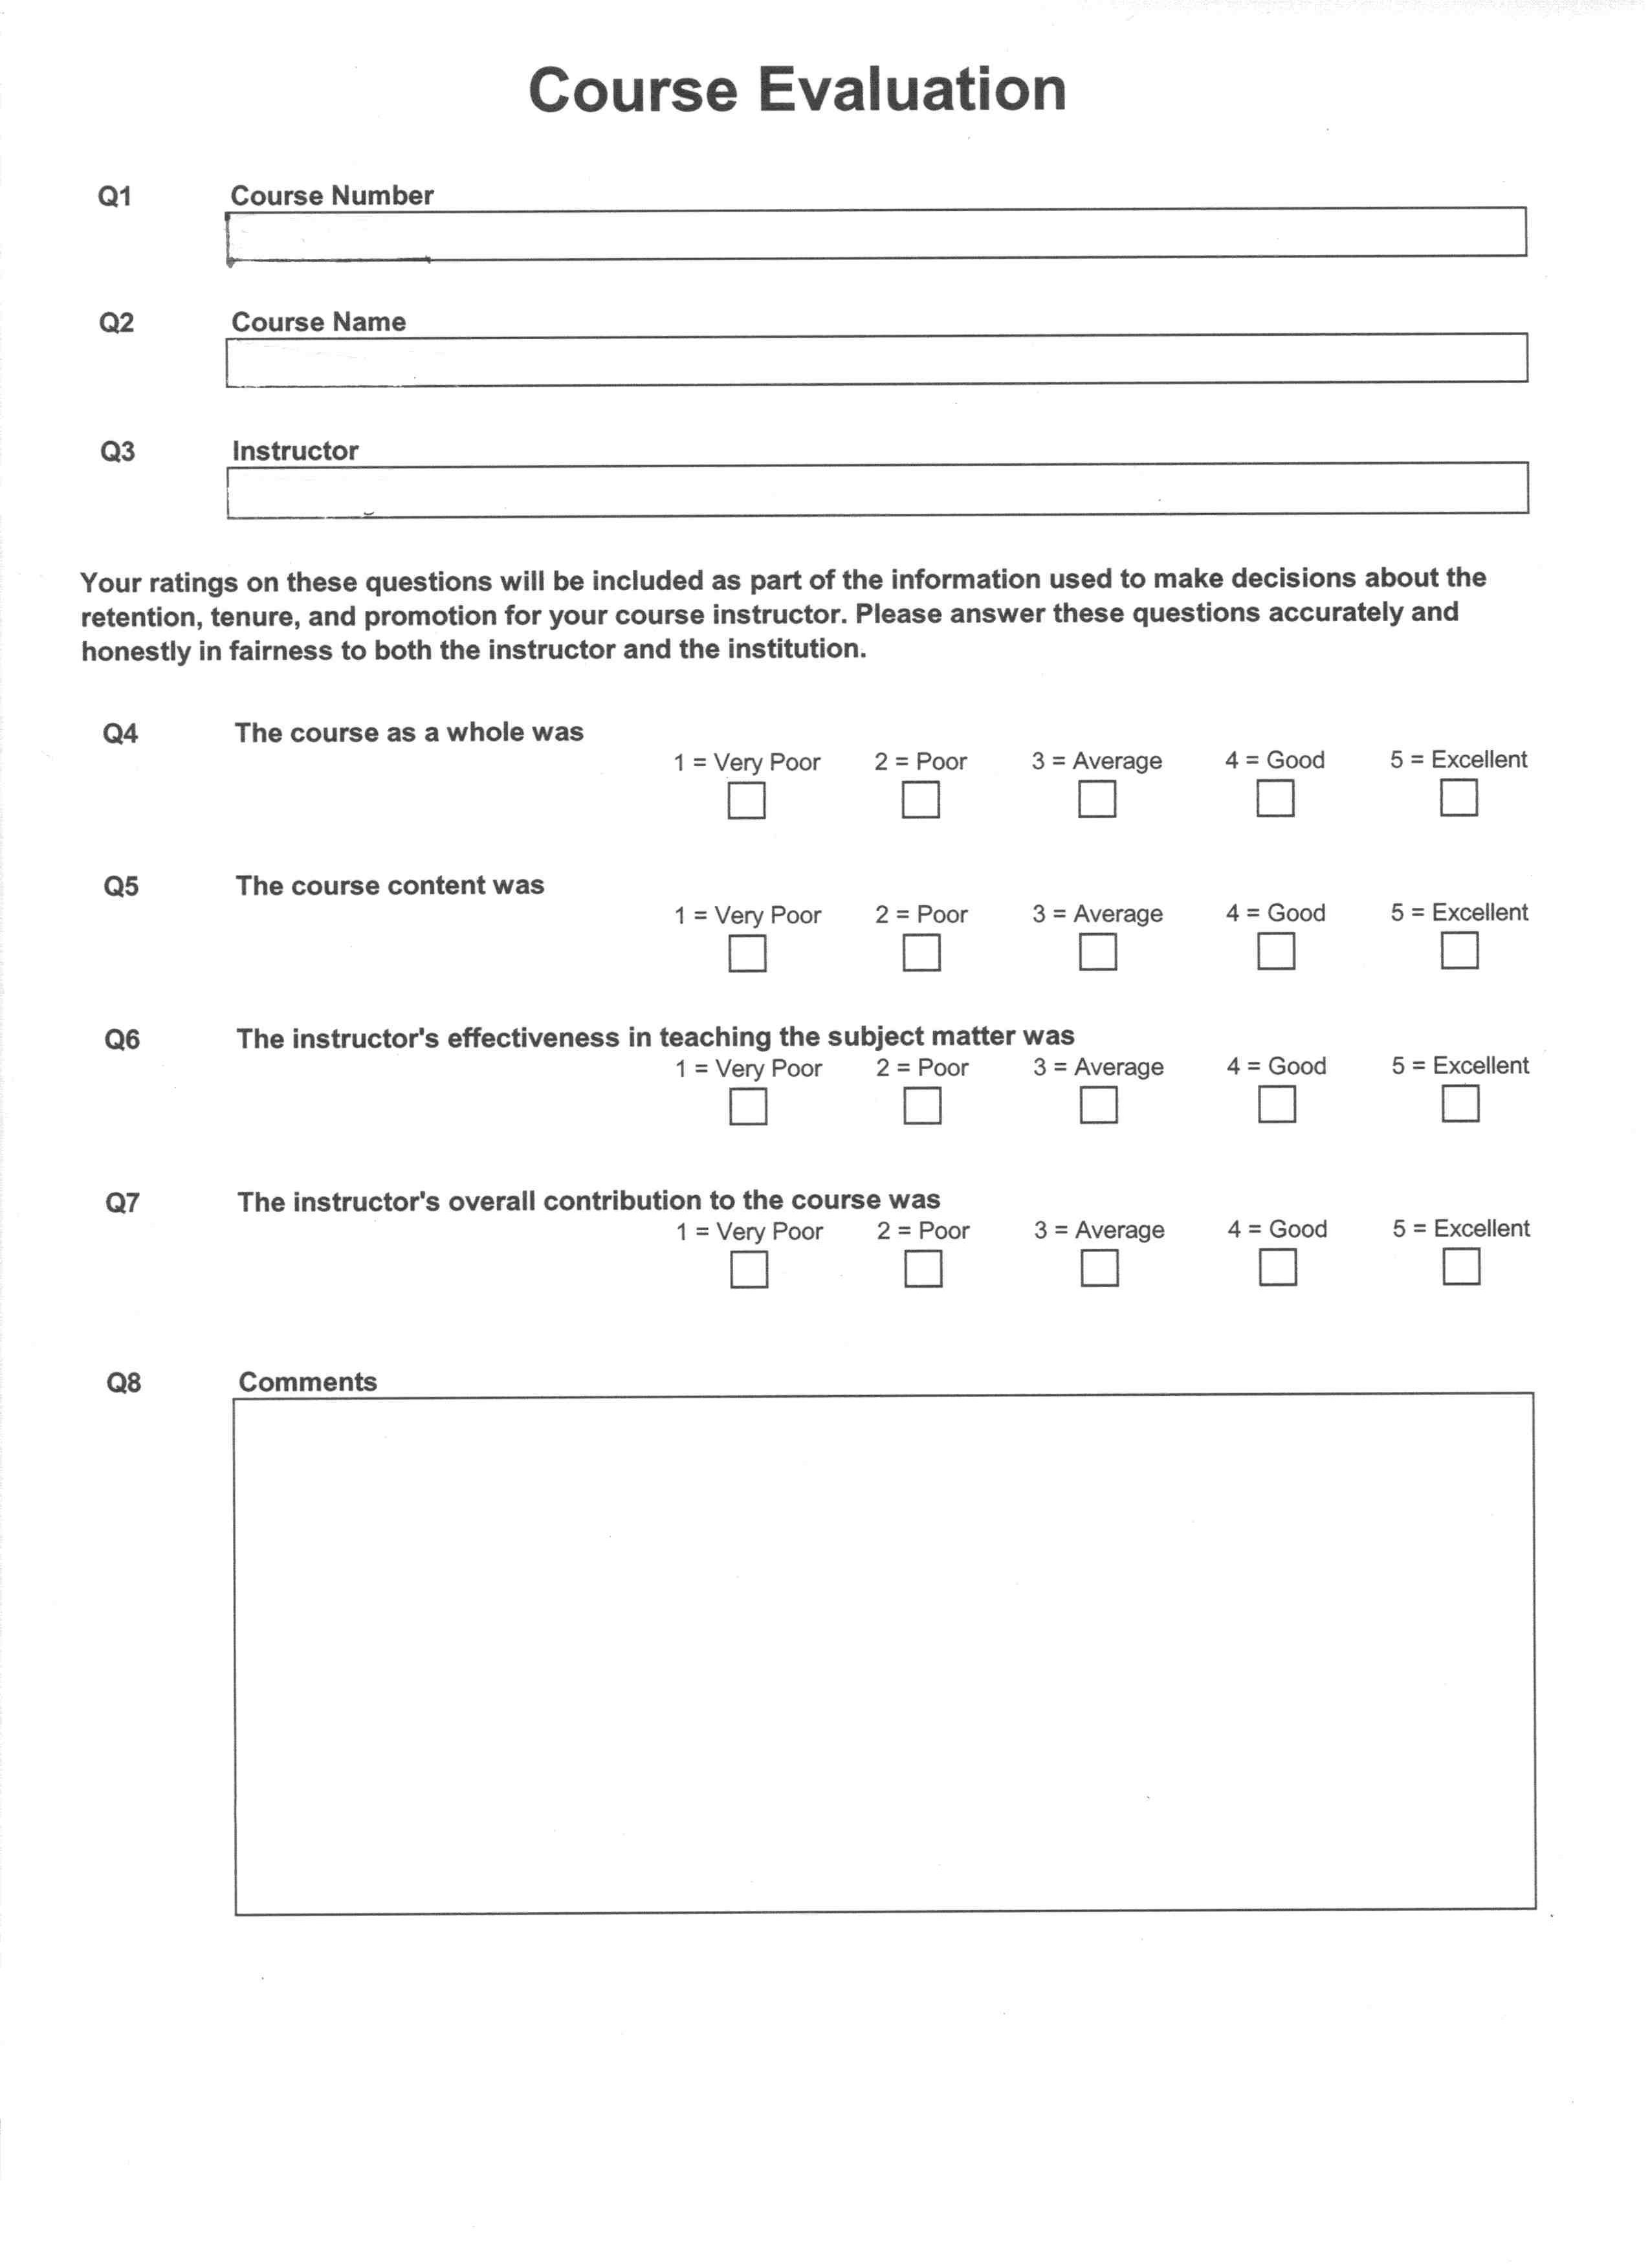 Course Evaluation
Q1 Course Number
Q2 Course Name
Q3 Instructor
Your ratings on these questions will be included as part of the information used to make decisions about the
retention, tenure, and promotion for your course instructor. Please answer these questions accurately and
honestly in fairness to both the instructor and the institution.
Q4 The course as a whole was
1 = Very Poor 2 = Poor 3 = Average 4 = Good 5 = Excellent
Q5 The course content was
1 = Very Poor 2 = Poor 3 = Average 4 = Good 5 = Excellent
Q6 The instructor's effectiveness in teaching the subject matter was
1 = Very Poor 2 = Poor 3 = Average 4 = Good 5 = Excellent
Q7 The instructor's overall contribution to the course was
1 = Very Poor 2 = Poor 3 = Average 4 = Good 5 = Excellent
Q8 Comments